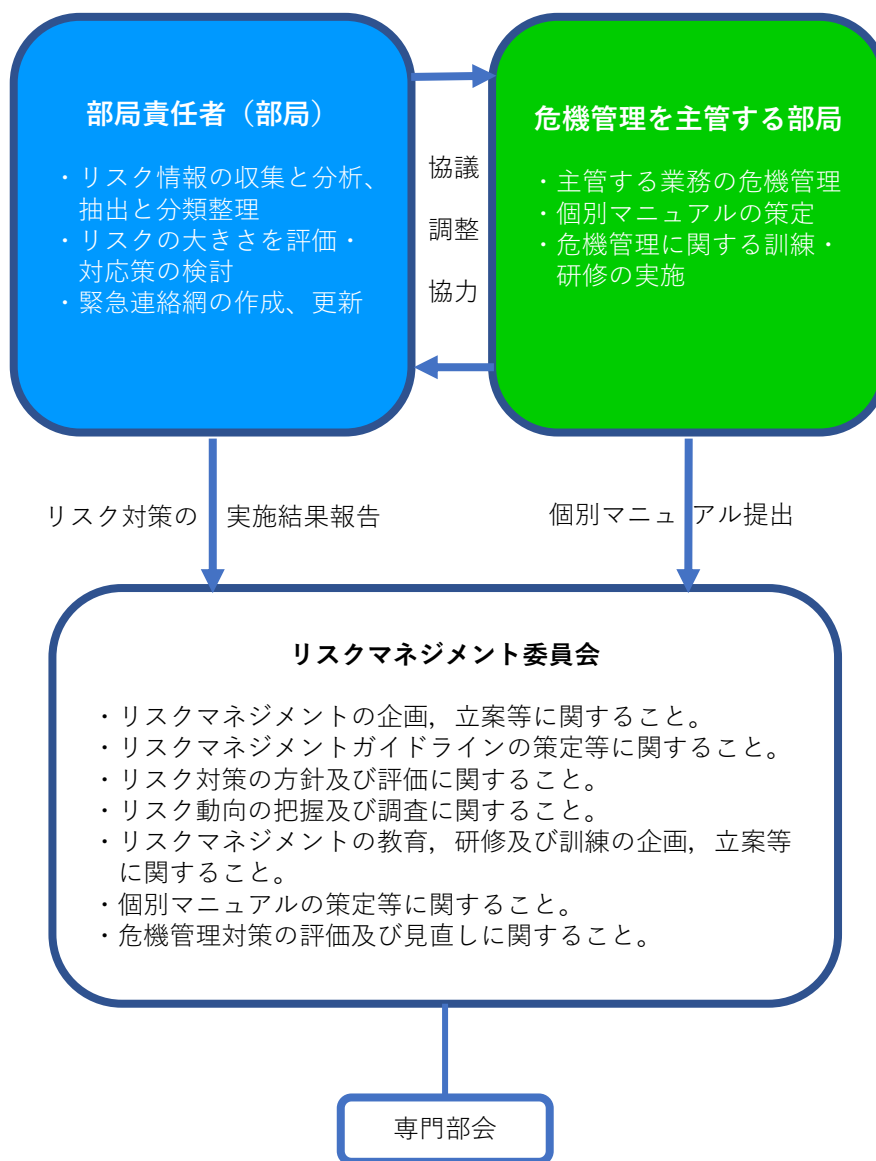 部局責任者（部局）
・リスク情報の収集と分析、
抽出と分類整理
・リスクの大きさを評価・
対応策の検討
・緊急連絡網の作成、更新
協議
調整
協力
危機管理を主管する部局
・主管する業務の危機管理
・個別マニュアルの策定
・危機管理に関する訓練・
研修の実施
リスク対策の 実施結果報告
個別マニュアル提出
リスクマネジメント委員会
・リスクマネジメントの企画，立案等に関すること。
・リスクマネジメントガイドラインの策定等に関すること。
・リスク対策の方針及び評価に関すること。
・リスク動向の把握及び調査に関すること。
・リスクマネジメントの教育，研修及び訓練の企画，立案等
に関すること。
・個別マニュアルの策定等に関すること。
・危機管理対策の評価及び見直しに関すること。
専門部会